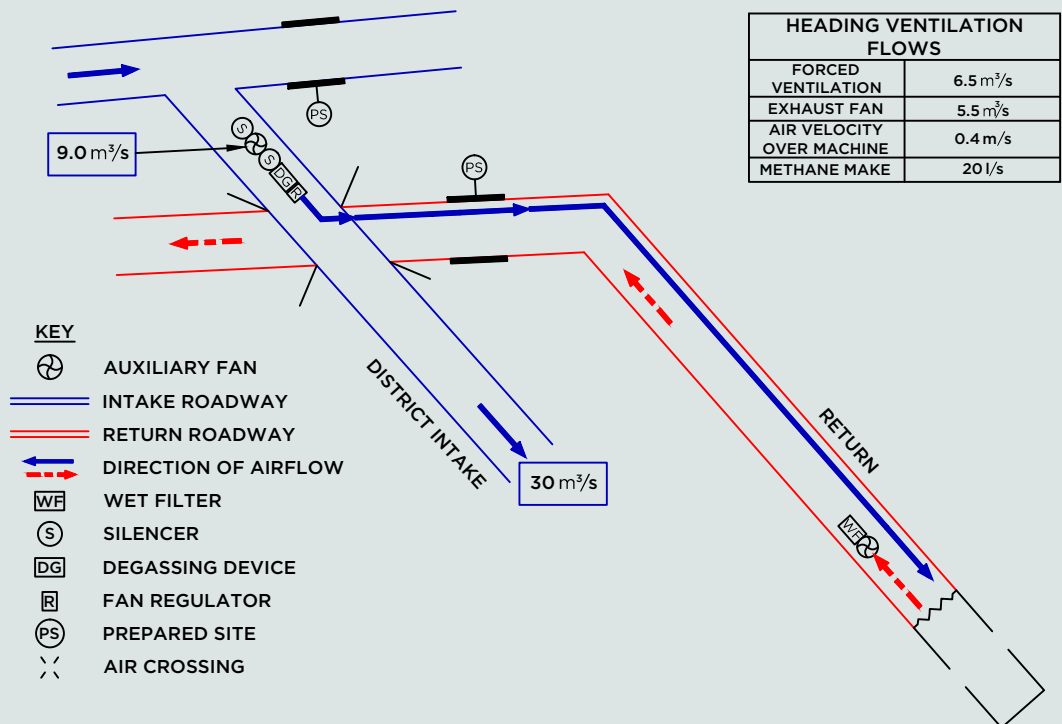 HEADING VENTILATION
FLOWS
FORCED
VENTILATION
6.5 m³/s
EXHAUST FAN
5.5 m³/s
AIR VELOCITY
OVER MACHINE
0.4 m/s
METHANE MAKE
20 l/s
PS
9.0 m³/s
S
S
DG
R
PS
DISTRICT INTAKE
30 m³/s
RETURN
WF
KEY
AUXILIARY FAN
INTAKE ROADWAY
RETURN ROADWAY
DIRECTION OF AIRFLOW
WF WET FILTER
S SILENCER
DG DEGASSING DEVICE
R FAN REGULATOR
PS PREPARED SITE
AIR CROSSING